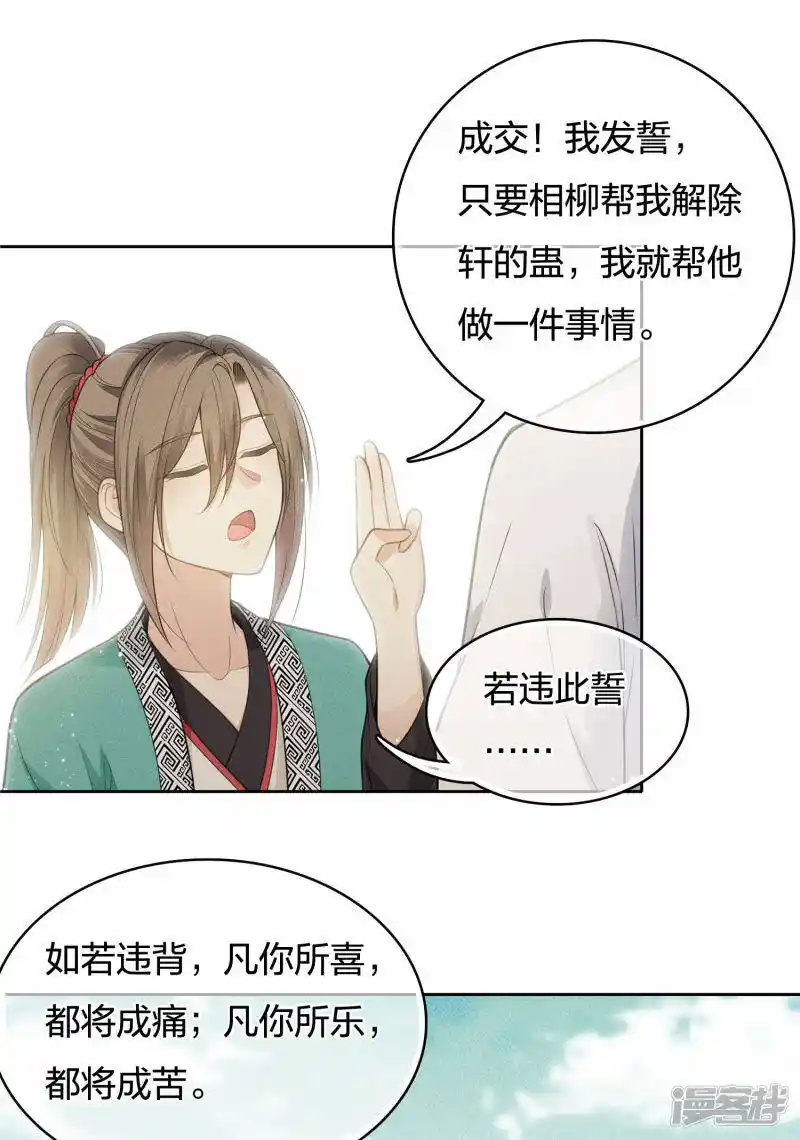 成交！我发誓，
只要相柳帮我解除
轩的蛊，我就帮他
做一件事情。
若违此誓
……
如若违背，凡你所喜，
都将成痛；凡你所乐，
都将成苦。
漫客栈